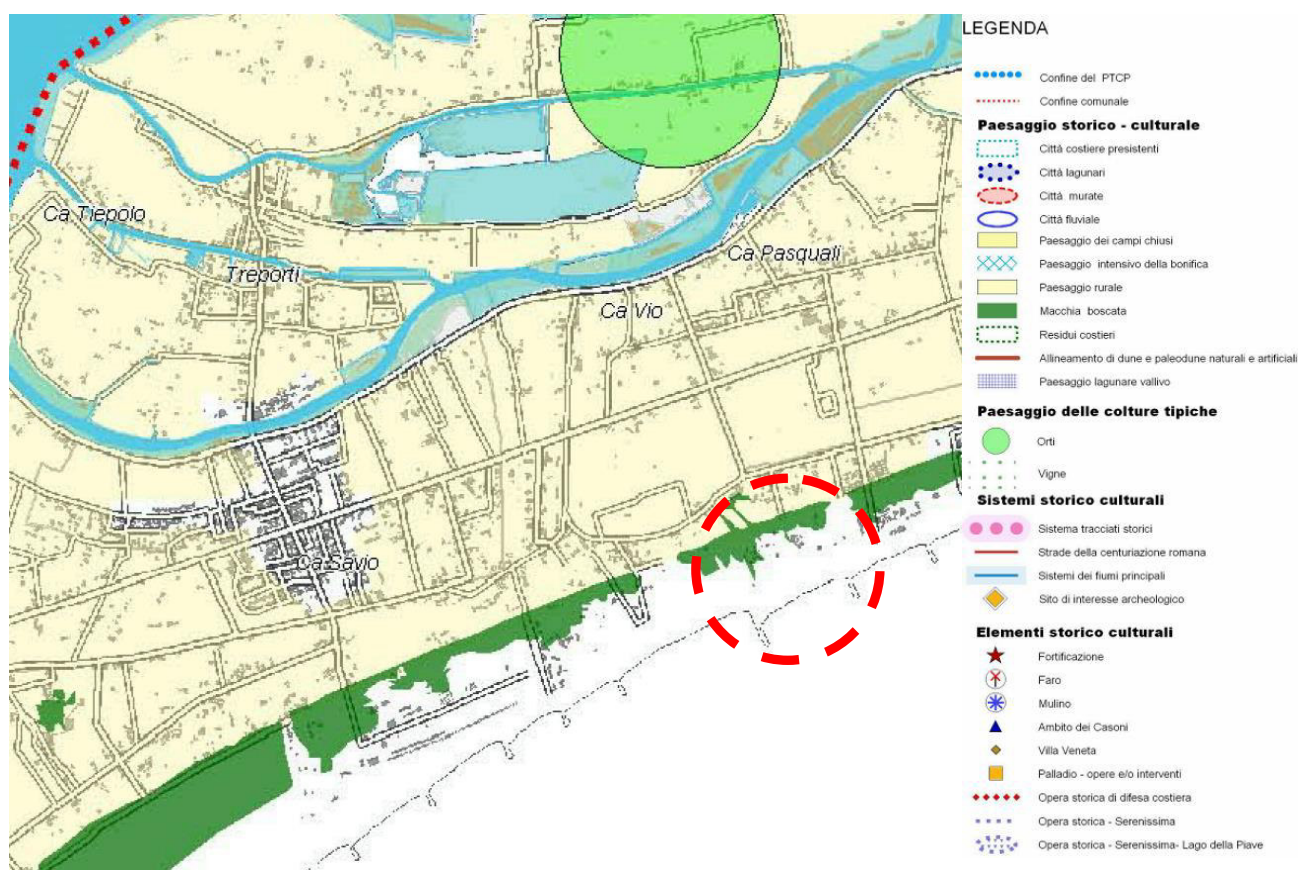 Ca Tiepolo
Treporti
Ca Pasquali
Ca Vio
Ca Savio
LEGENDA
Confine del PTCP
Confine comunale
Paesaggio storico - culturale
Città costiere presistenti
Città lagunari
Città murate
Città fluviale
Paesaggio dei campi chiusi
Paesaggio intensivo della bonifica
Paesaggio rurale
Macchia boscata
Residui costieri
Allineamento di dune e paleodune naturali e artificiali
Paesaggio lagunare vallivo
Paesaggio delle colture tipiche
Orti
Vigne
Sistemi storico culturali
Sistema tracciati storici
Strade della centuriazione romana
Sistemi dei fiumi principali
Sito di interesse archeologico
Elementi storico culturali
Fortificazione
Faro
Mulino
Ambito dei Casoni
Villa Veneta
Palladio - opere e/o interventi
Opera storica di difesa costiera
Opera storica - Serenissima
Opera storica - Serenissima- Lago della Piave